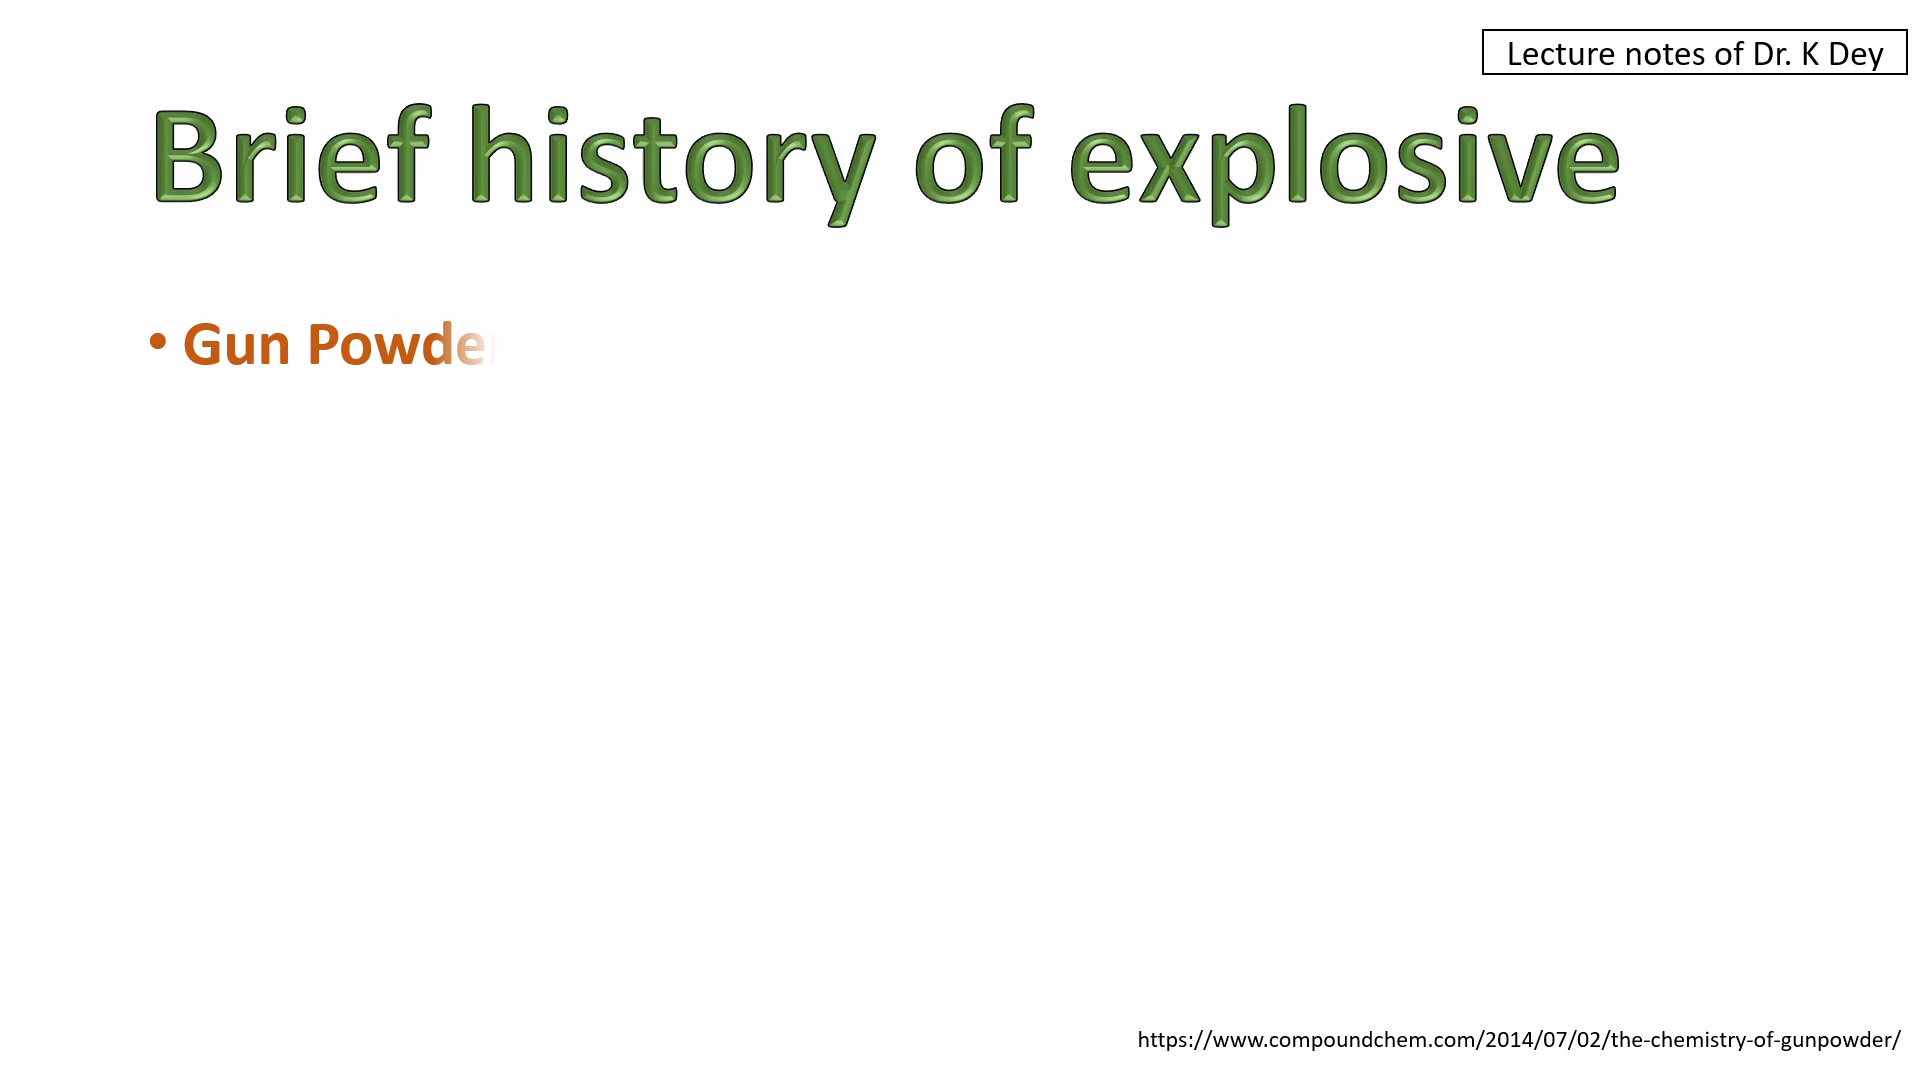 Lecture notes of Dr. K Dey
Brief history of explosive
• Gun Powder
https://www.compoundchem.com/2014/07/02/the-chemistry-of-gunpowder/